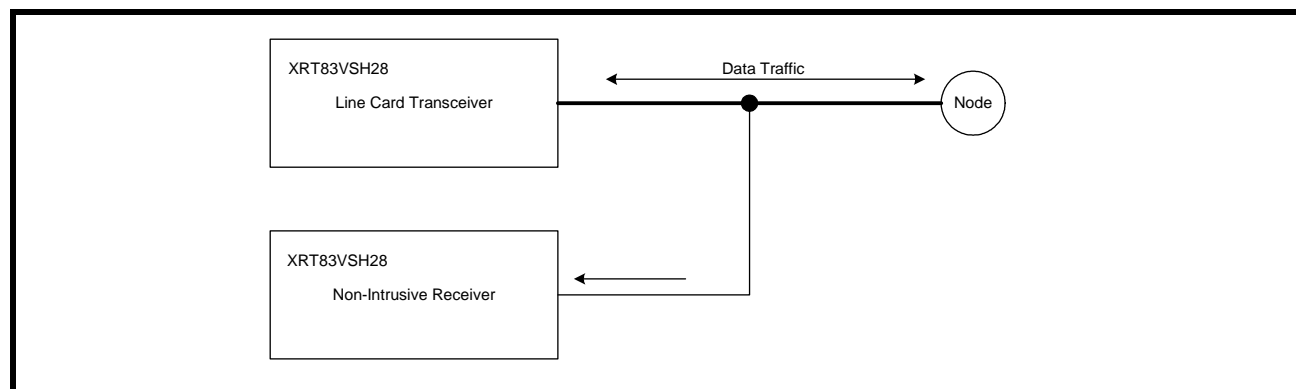 XRT83VSH28
Line Card Transceiver
Data Traffic
Node
XRT83VSH28
Non-Intrusive Receiver